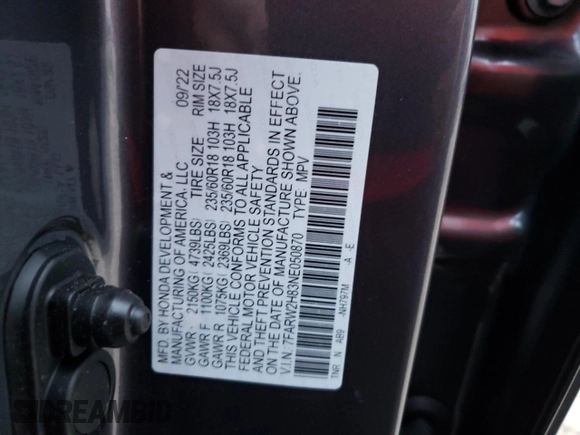 MFD. BY HONDA DEVELOPMENT & 09/22
MANUFACTURING OF AMERICA, LLC
GVWR 2150KG( 4739LBS) TIRE SIZE RIM SIZE
GAWR F 1100KG( 2425LBS) 235/60R18 103H 18X7.5J
GAWR R 1075KG( 2369LBS) 235/60R18 103H 18X7.5J
THIS VEHICLE CONFORMS TO ALL APPLICABLE
FEDERAL MOTOR VEHICLE SAFETY
AND THEFT PREVENTION STANDARDS IN EFFECT
ON THE DATE OF MANUFACTURE SHOWN ABOVE.
V.I.N. 7FARW2H83NE050870 TYPE: MPV
TNR N AB9 -NH797M -A -E
SIDREAMBID